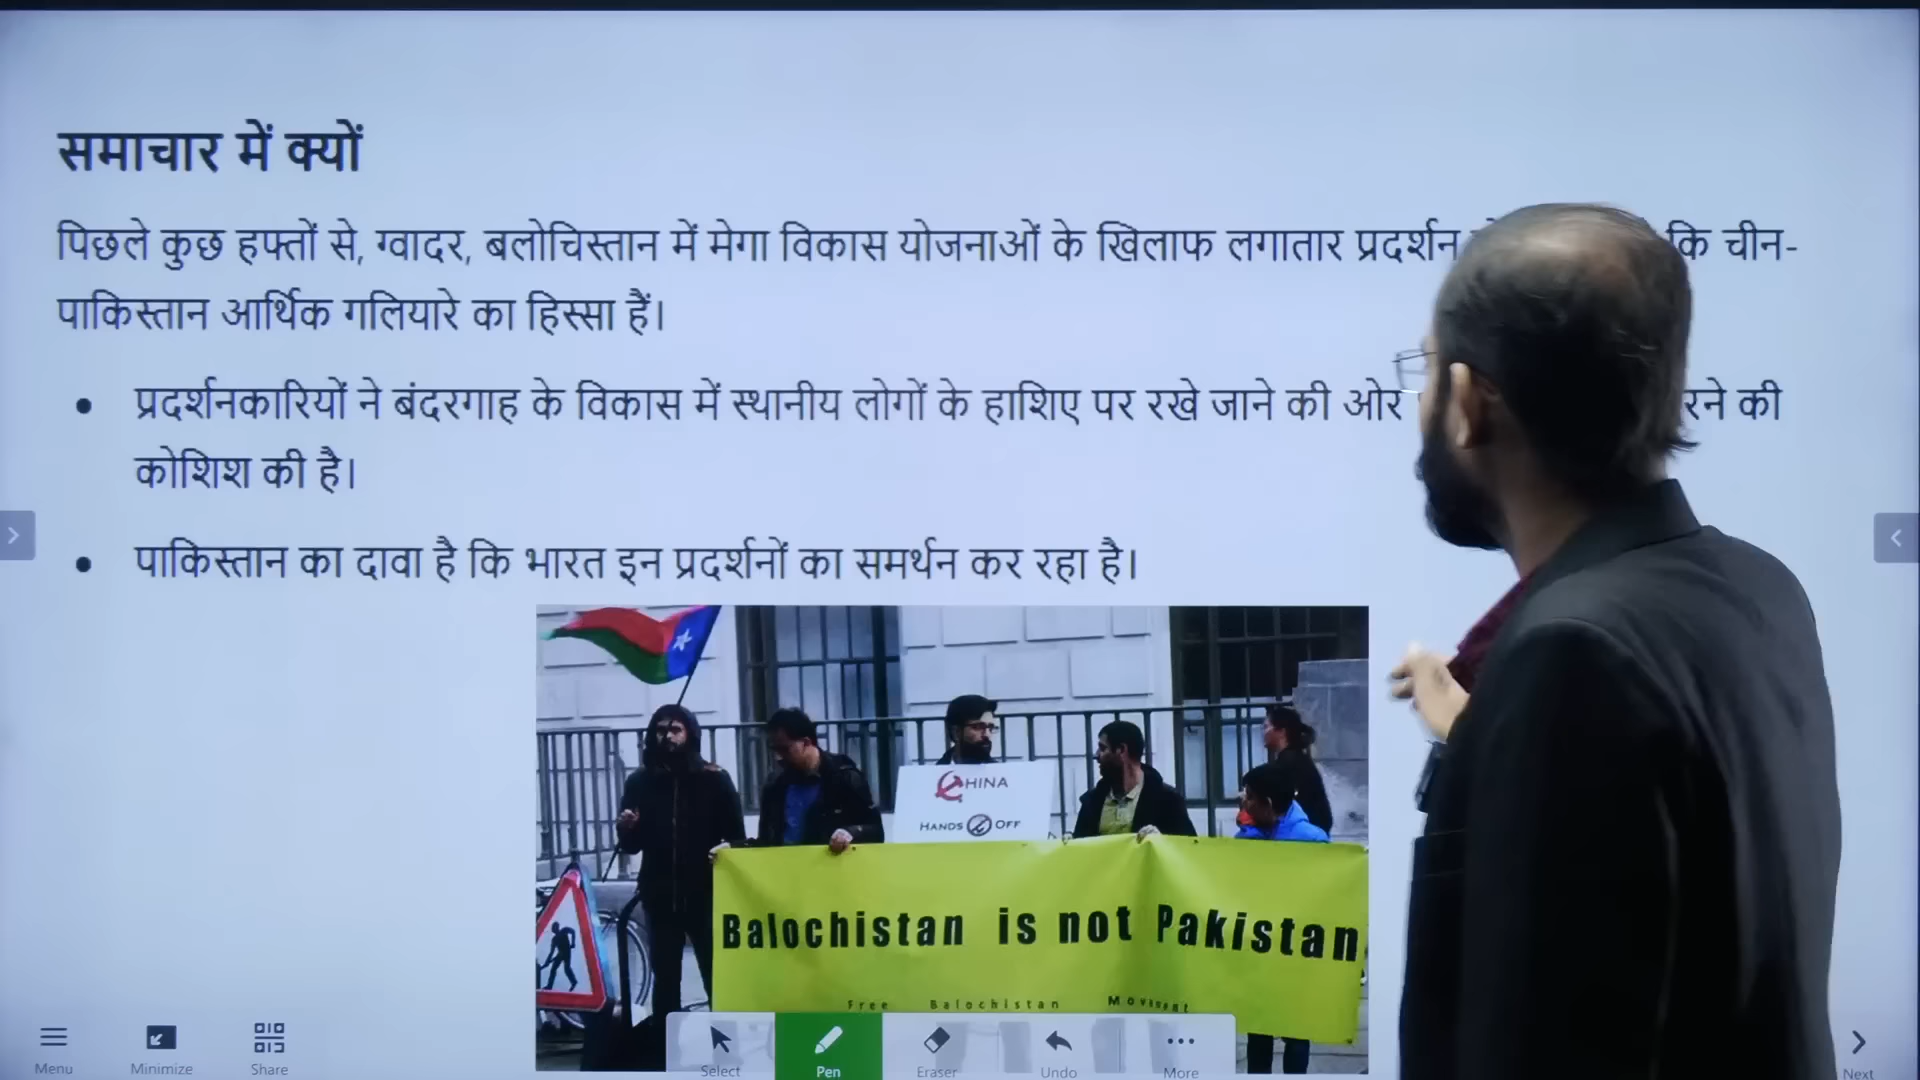 समाचार में क्यों
पिछले कुछ हफ्तों से, ग्वादर, बलोचिस्तान में मेगा विकास योजनाओं के खिलाफ लगातार प्रदर्शन कि चीन-
पाकिस्तान आर्थिक गलियारे का हिस्सा हैं।
• प्रदर्शनकारियों ने बंदरगाह के विकास में स्थानीय लोगों के हाशिए पर रखे जाने की ओर की
कोशिश की है।
• पाकिस्तान का दावा है कि भारत इन प्रदर्शनों का समर्थन कर रहा है।
CHINA
HANDS OFF
Balochistan is not Pakistan
Free Balochistan Movement
Menu Minimize Share Select Pen Eraser Undo More Next